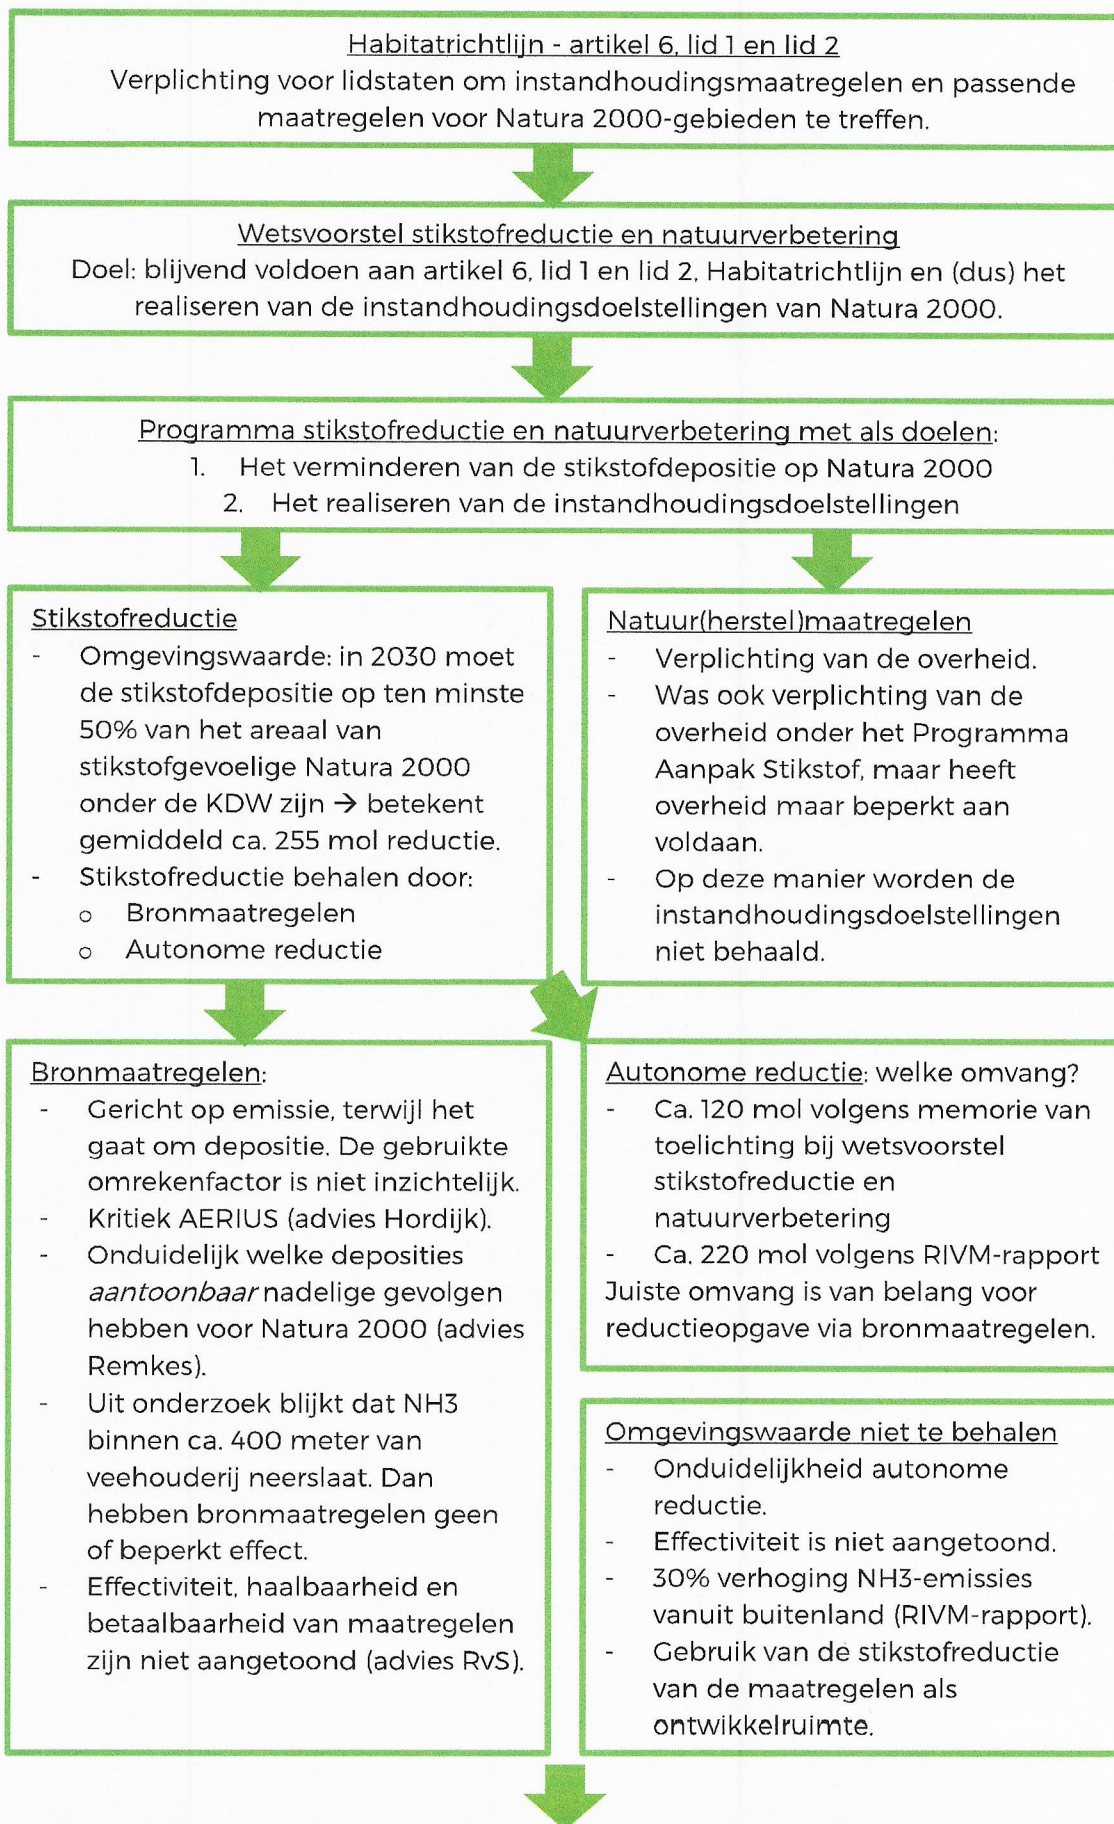 Habitatrichtlijn - artikel 6, lid 1 en lid 2
Verplichting voor lidstaten om instandhoudingsmaatregelen en passende
maatregelen voor Natura 2000-gebieden te treffen.
Wetsvoorstel stikstofreductie en natuurverbetering
Doel: blijvend voldoen aan artikel 6, lid 1 en lid 2, Habitatrichtlijn en (dus) het
realiseren van de instandhoudingsdoelstellingen van Natura 2000.
Programma stikstofreductie en natuurverbetering met als doelen:
1. Het verminderen van de stikstofdepositie op Natura 2000
2. Het realiseren van de instandhoudingsdoelstellingen
Stikstofreductie
- Omgevingswaarde: in 2030 moet
de stikstofdepositie op ten minste
50% van het areaal van
stikstofgevoelige Natura 2000
onder de KDW zijn → betekent
gemiddeld ca. 255 mol reductie.
- Stikstofreductie behalen door:
o Bronmaatregelen
o Autonome reductie
Natuur(herstel)maatregelen
- Verplichting van de overheid.
- Was ook verplichting van de
overheid onder het Programma
Aanpak Stikstof, maar heeft
overheid maar beperkt aan
voldaan.
- Op deze manier worden de
instandhoudingsdoelstellingen
niet behaald.
Bronmaatregelen:
- Gericht op emissie, terwijl het
gaat om depositie. De gebruikte
omrekenfactor is niet inzichtelijk.
- Kritiek AERIUS (advies Hordijk).
- Onduidelijk welke deposities
aantoonbaar nadelige gevolgen
hebben voor Natura 2000 (advies
Remkes).
- Uit onderzoek blijkt dat NH3
binnen ca. 400 meter van
veehouderij neerslaat. Dan
hebben bronmaatregelen geen
of beperkt effect.
- Effectiviteit, haalbaarheid en
betaalbaarheid van maatregelen
zijn niet aangetoond (advies RvS).
Autonome reductie: welke omvang?
- Ca. 120 mol volgens memorie van
toelichting bij wetsvoorstel
stikstofreductie en
natuurverbetering
- Ca. 220 mol volgens RIVM-rapport
Juiste omvang is van belang voor
reductieopgave via bronmaatregelen.
Omgevingswaarde niet te behalen
- Onduidelijkheid autonome
reductie.
- Effectiviteit is niet aangetoond.
- 30% verhoging NH3-emissies
vanuit buitenland (RIVM-rapport).
- Gebruik van de stikstofreductie
van de maatregelen als
ontwikkelruimte.